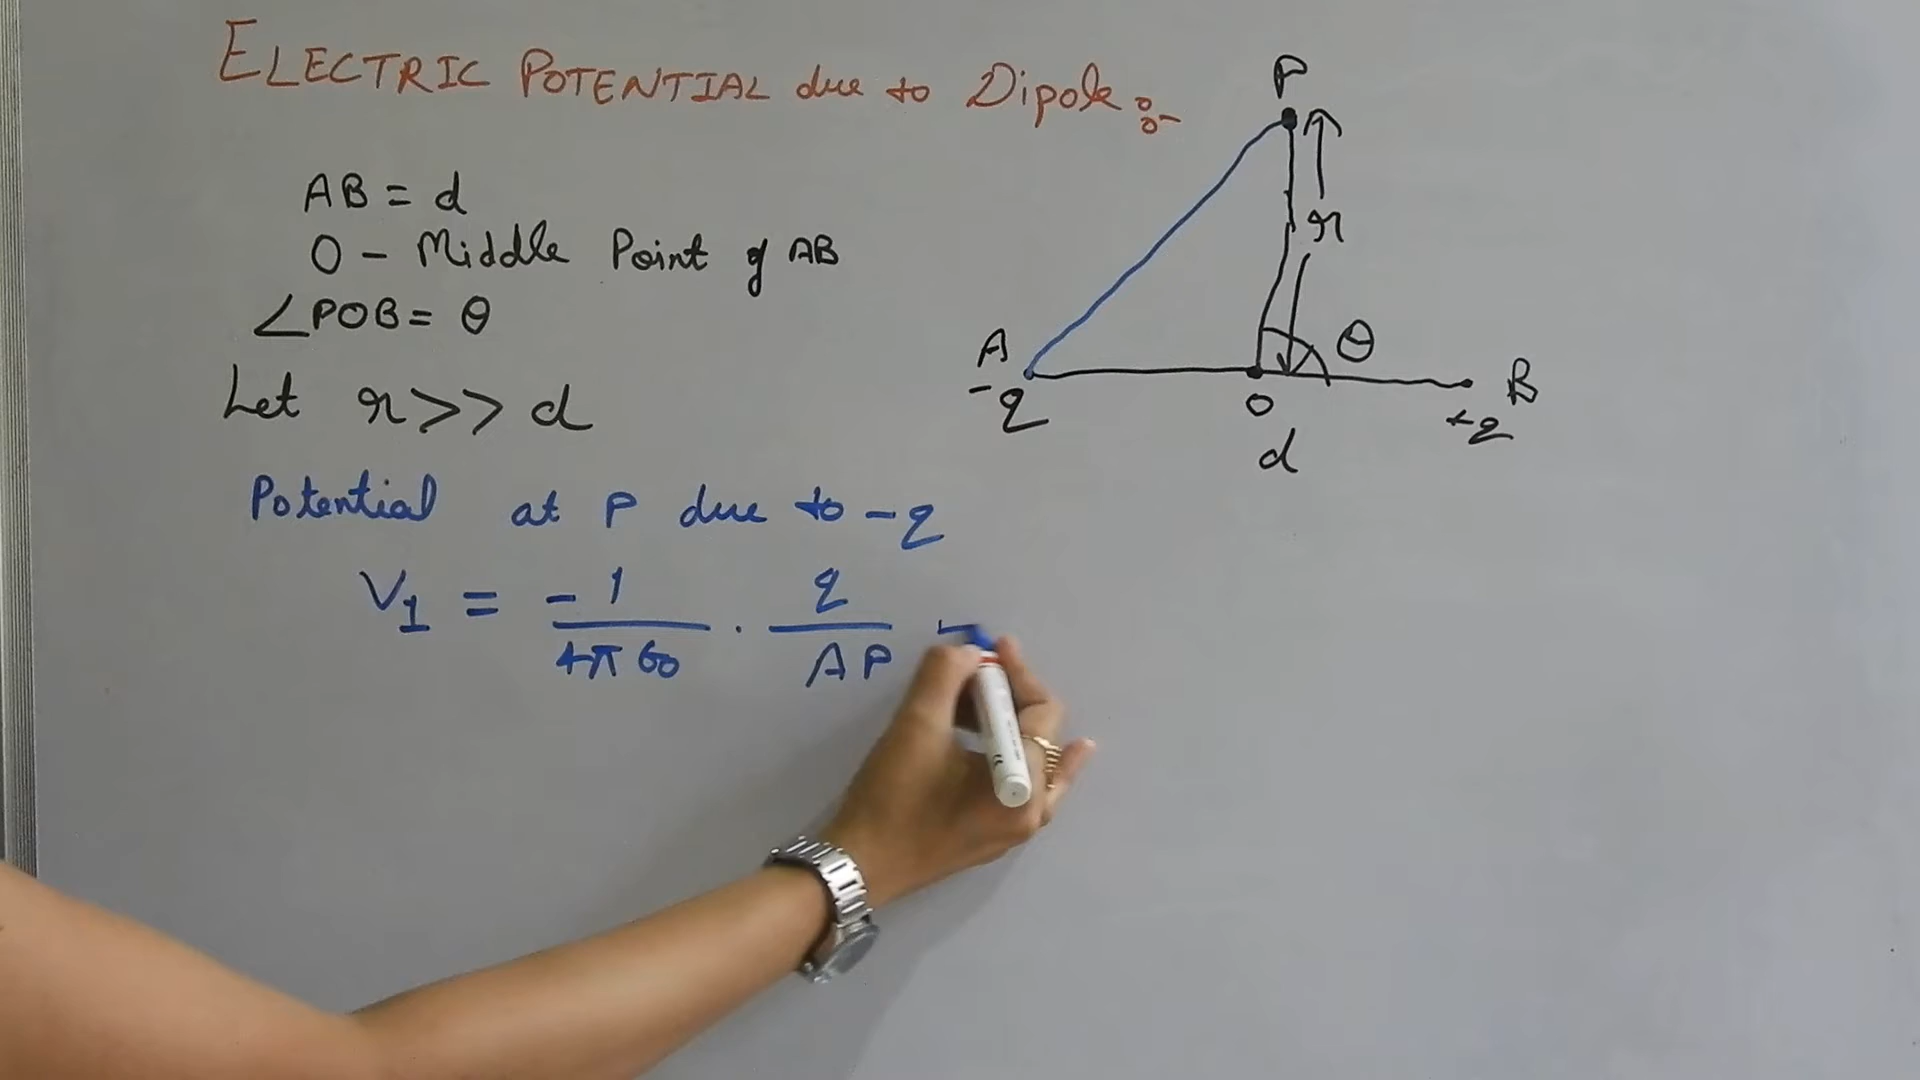 ELECTRIC POTENTIAL due to Dipole :-
AB = d
O - Middle Point of AB
∠POB = θ
Let r >> d
Potential at P due to -q
V₁ = -1/4πε₀ . q/AP =
P
r
θ
A
-q
O
B
+q
d